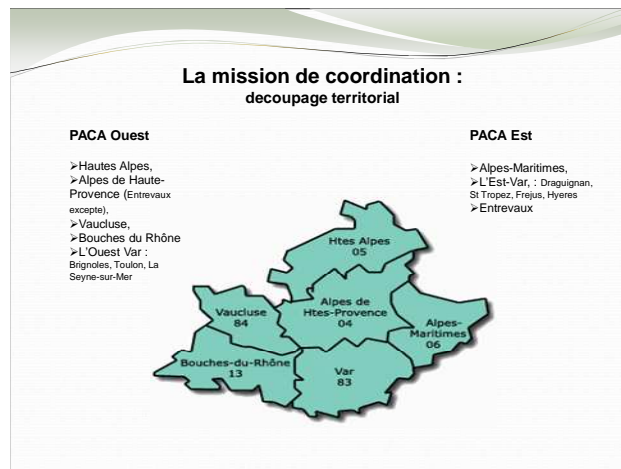 La mission de coordination :
decoupage territorial
PACA Ouest
➢Hautes Alpes,
➢Alpes de Haute-
Provence (Entrevaux
excepte),
➢Vaucluse,
➢Bouches du Rhône
➢L'Ouest Var :
Brignoles, Toulon, La
Seyne-sur-Mer
PACA Est
➢Alpes-Maritimes,
➢L'Est-Var, : Draguignan,
St Tropez, Frejus, Hyeres
➢Entrevaux
Htes Alpes
05
Alpes de
Htes-Provence
04
Vaucluse
84
Alpes-
Maritimes
06
Bouches-du-Rhône
13
Var
83